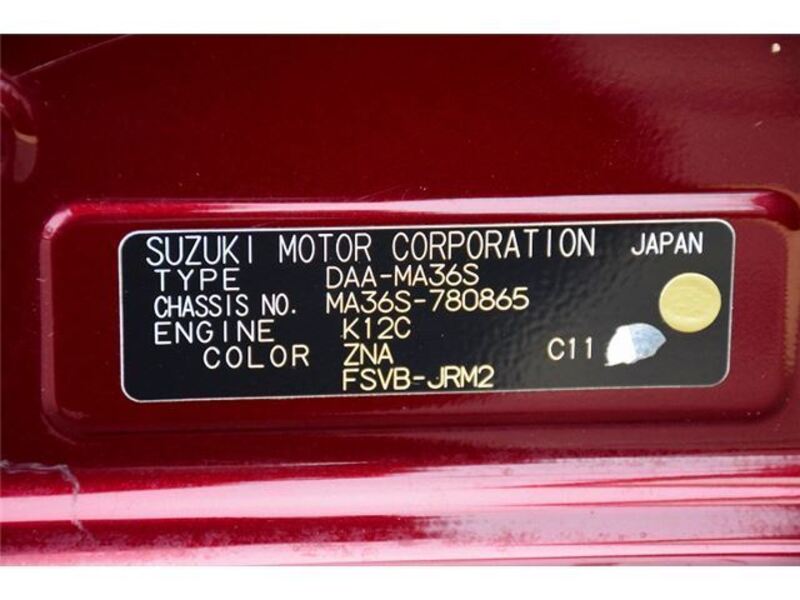 SUZUKI MOTOR CORPORATION JAPAN
TYPE DAA-MA36S
CHASSIS NO. MA36S-780865
ENGINE K12C
COLOR ZNA C11
FSVB-JRM2